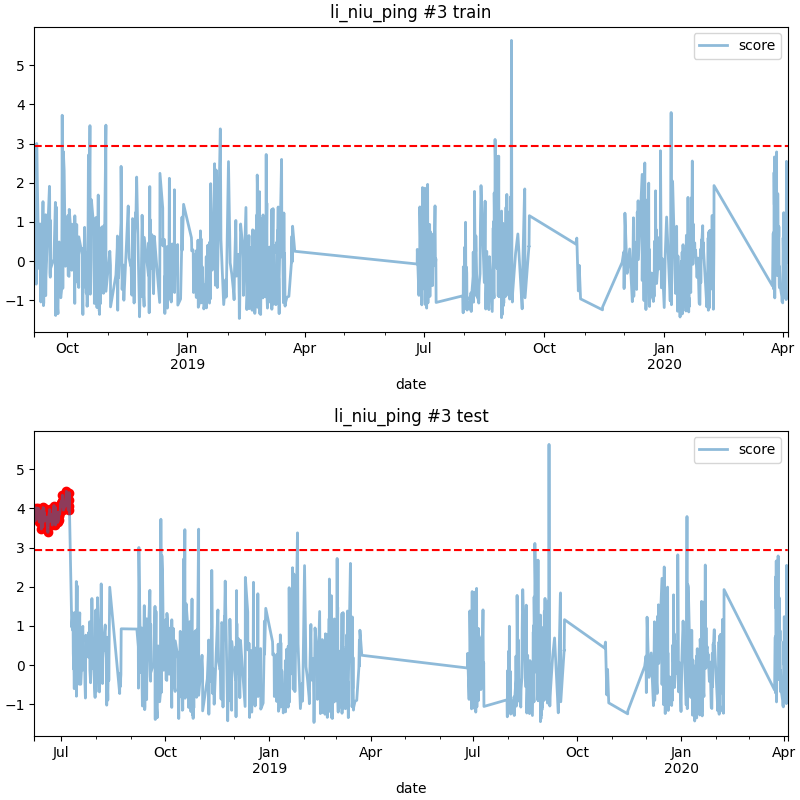 li_niu_ping #3 train
score
5
4
3
2
1
0
−1
Oct Jan Apr Jul Oct Jan Apr
2019 2020
date
li_niu_ping #3 test
score
5
4
3
2
1
0
−1
Jul Oct Jan Apr Jul Oct Jan Apr
2019 2020
date